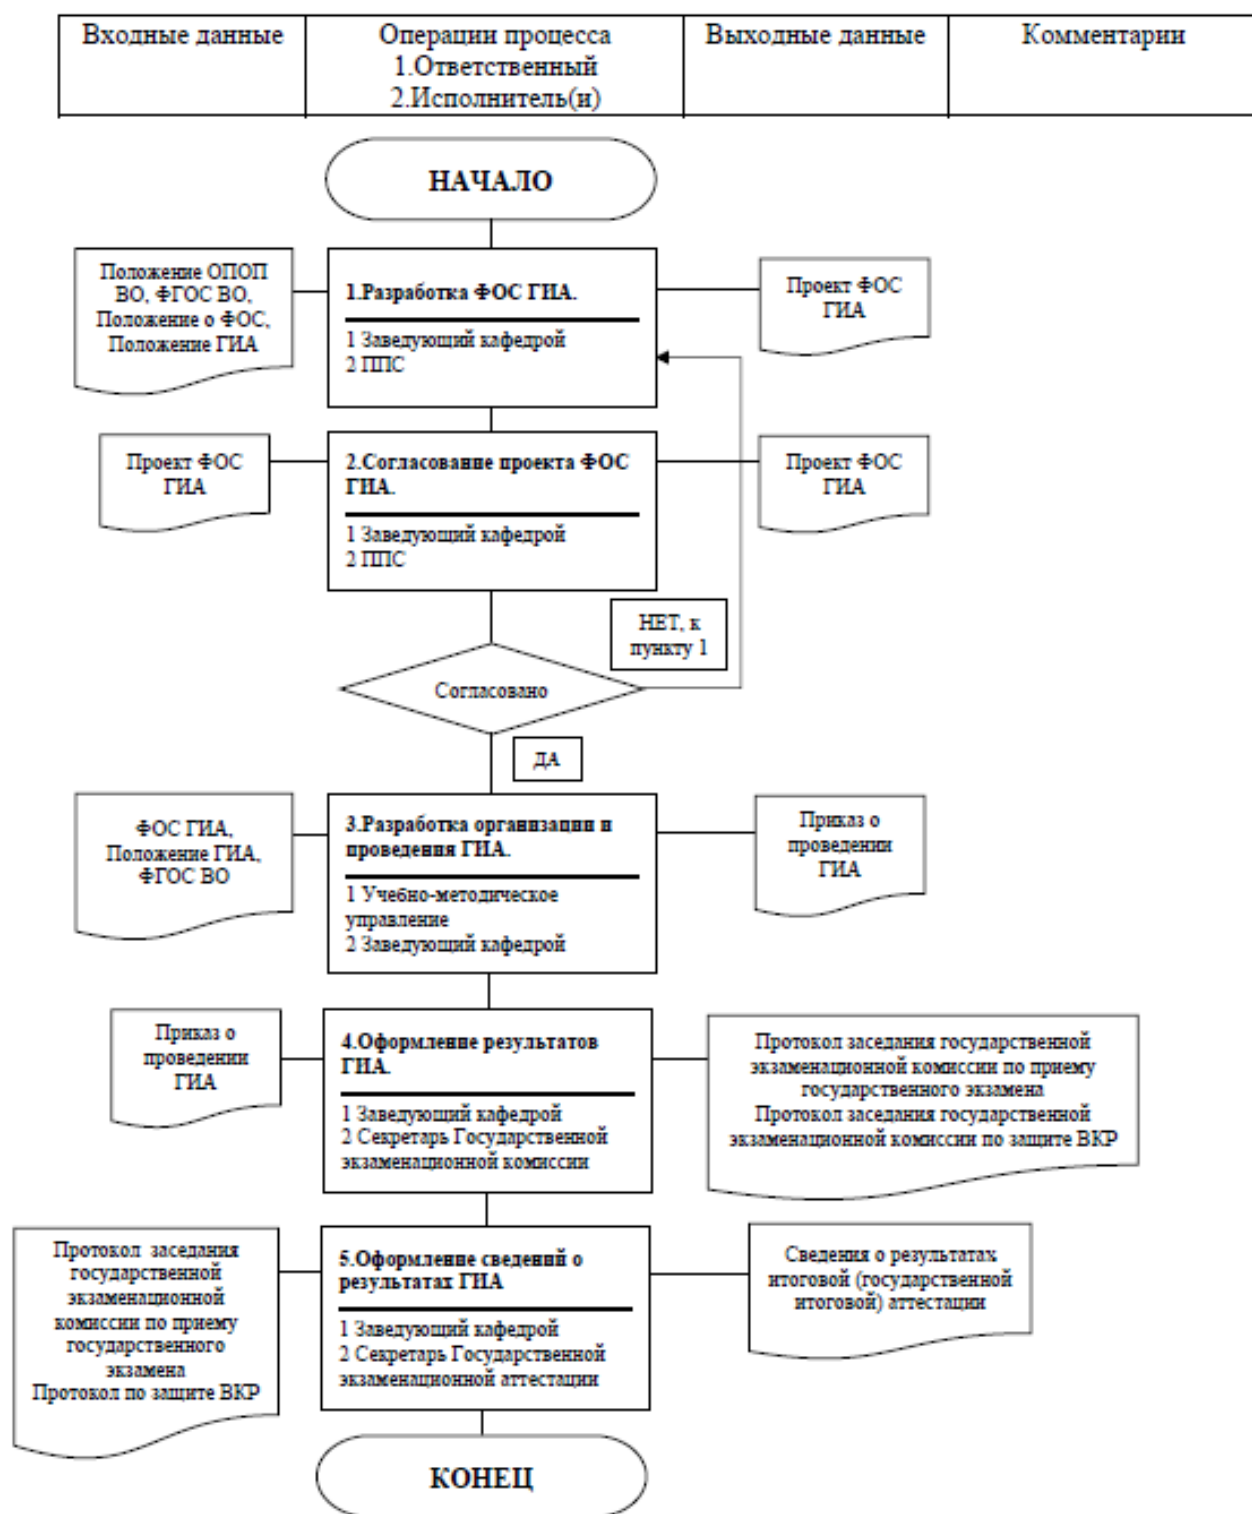 Входные данные
Операции процесса
1.Ответственный
2.Исполнитель(и)
Выходные данные
Комментарии
НАЧАЛО
Положение ОПОП
ВО, ФГОС ВО,
Положение о ФОС,
Положение ГИА
1.Разработка ФОС ГИА.
1 Заведующий кафедрой
2 ППС
Проект ФОС
ГИА
Проект ФОС
ГИА
2.Согласование проекта ФОС
ГИА.
1 Заведующий кафедрой
2 ППС
Проект ФОС
ГИА
НЕТ, к
пункту 1
Согласовано
ДА
ФОС ГИА,
Положение ГИА,
ФГОС ВО
3.Разработка организации и
проведения ГИА.
1 Учебно-методическое
управление
2 Заведующий кафедрой
Приказ о
проведении
ГИА
Приказ о
проведении
ГИА
4.Оформление результатов
ГИА.
1 Заведующий кафедрой
2 Секретарь Государственной
экзаменационной комиссии
Протокол заседания государственной
экзаменационной комиссии по приему
государственного экзамена
Протокол заседания государственной
экзаменационной комиссии по защите ВКР
Протокол заседания
государственной
экзаменационной
комиссии по приему
государственного
экзамена
Протокол по защите ВКР
5.Оформление сведений о
результатах ГИА
1 Заведующий кафедрой
2 Секретарь Государственной
экзаменационной аттестации
Сведения о результатах
итоговой (государственной
итоговой) аттестации
КОНЕЦ